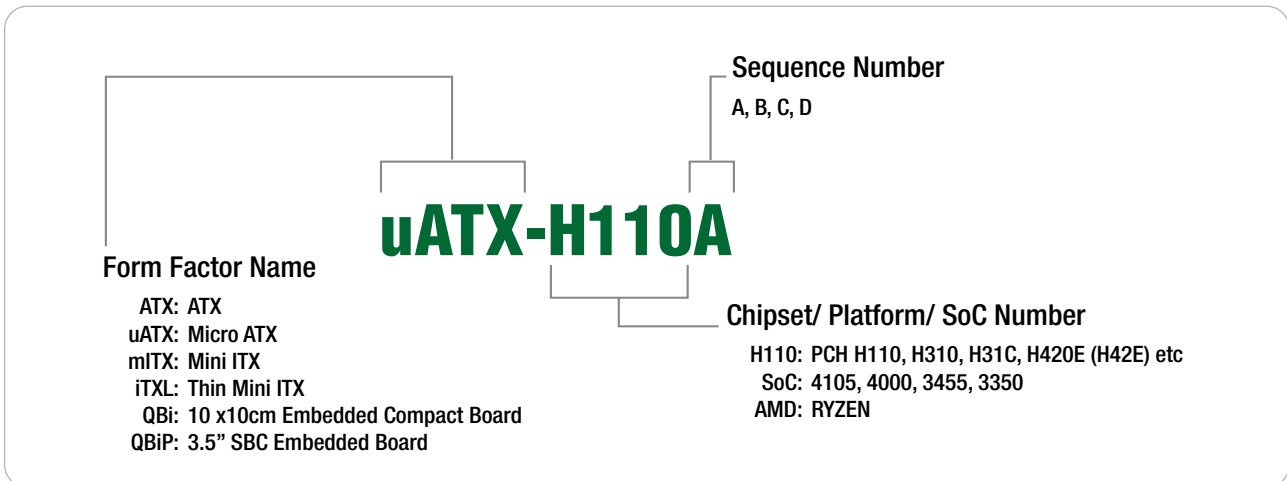 Sequence Number
A, B, C, D
uATX-H110A
Form Factor Name
ATX: ATX
uATX: Micro ATX
mITX: Mini ITX
iTXL: Thin Mini ITX
QBi: 10 x10cm Embedded Compact Board
QBiP: 3.5” SBC Embedded Board
Chipset/ Platform/ SoC Number
H110: PCH H110, H310, H31C, H420E (H42E) etc
SoC: 4105, 4000, 3455, 3350
AMD: RYZEN